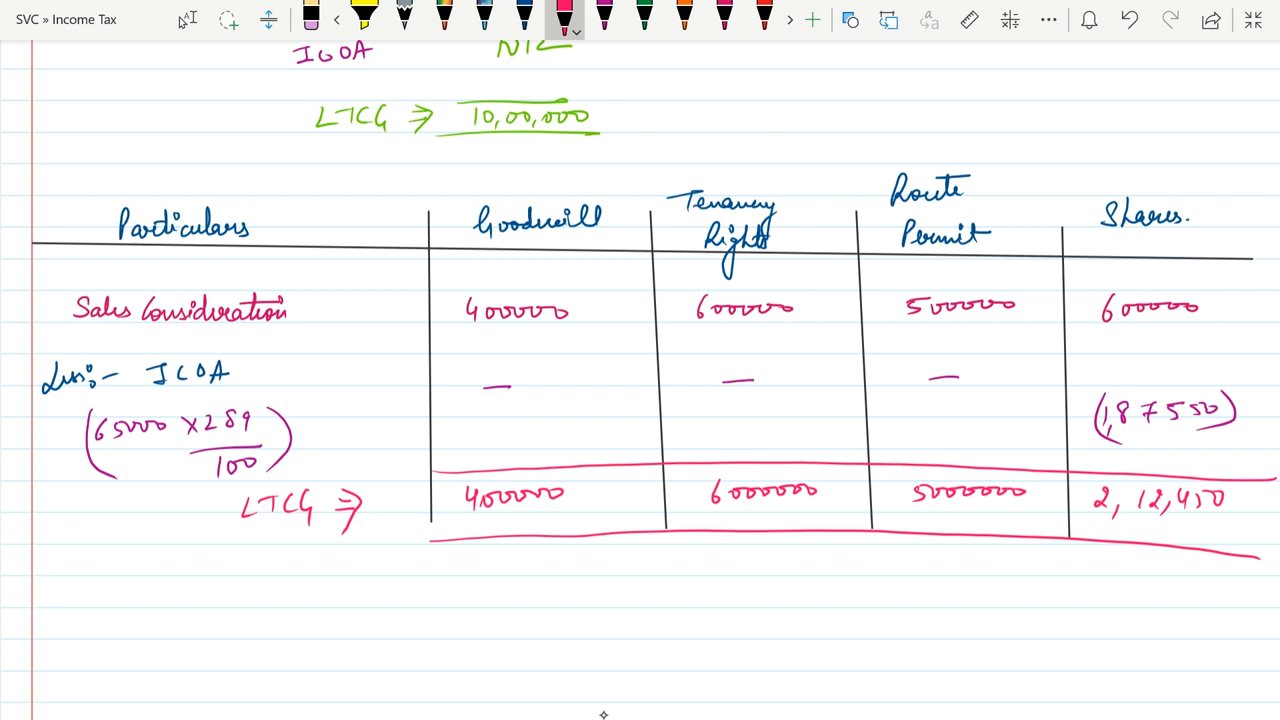 SVC » Income Tax
ICOA NIL
LTCG ⇒ 10,00,000
Particulars Goodwill Tenancy Rights Route Permit Shares.
Sales Consideration 400000 600000 500000 600000
Less:- ICOA — — — (1,87550)
(65000 × 289 / 100)
LTCG ⇒ 400000 6000000 5000000 2,12,450